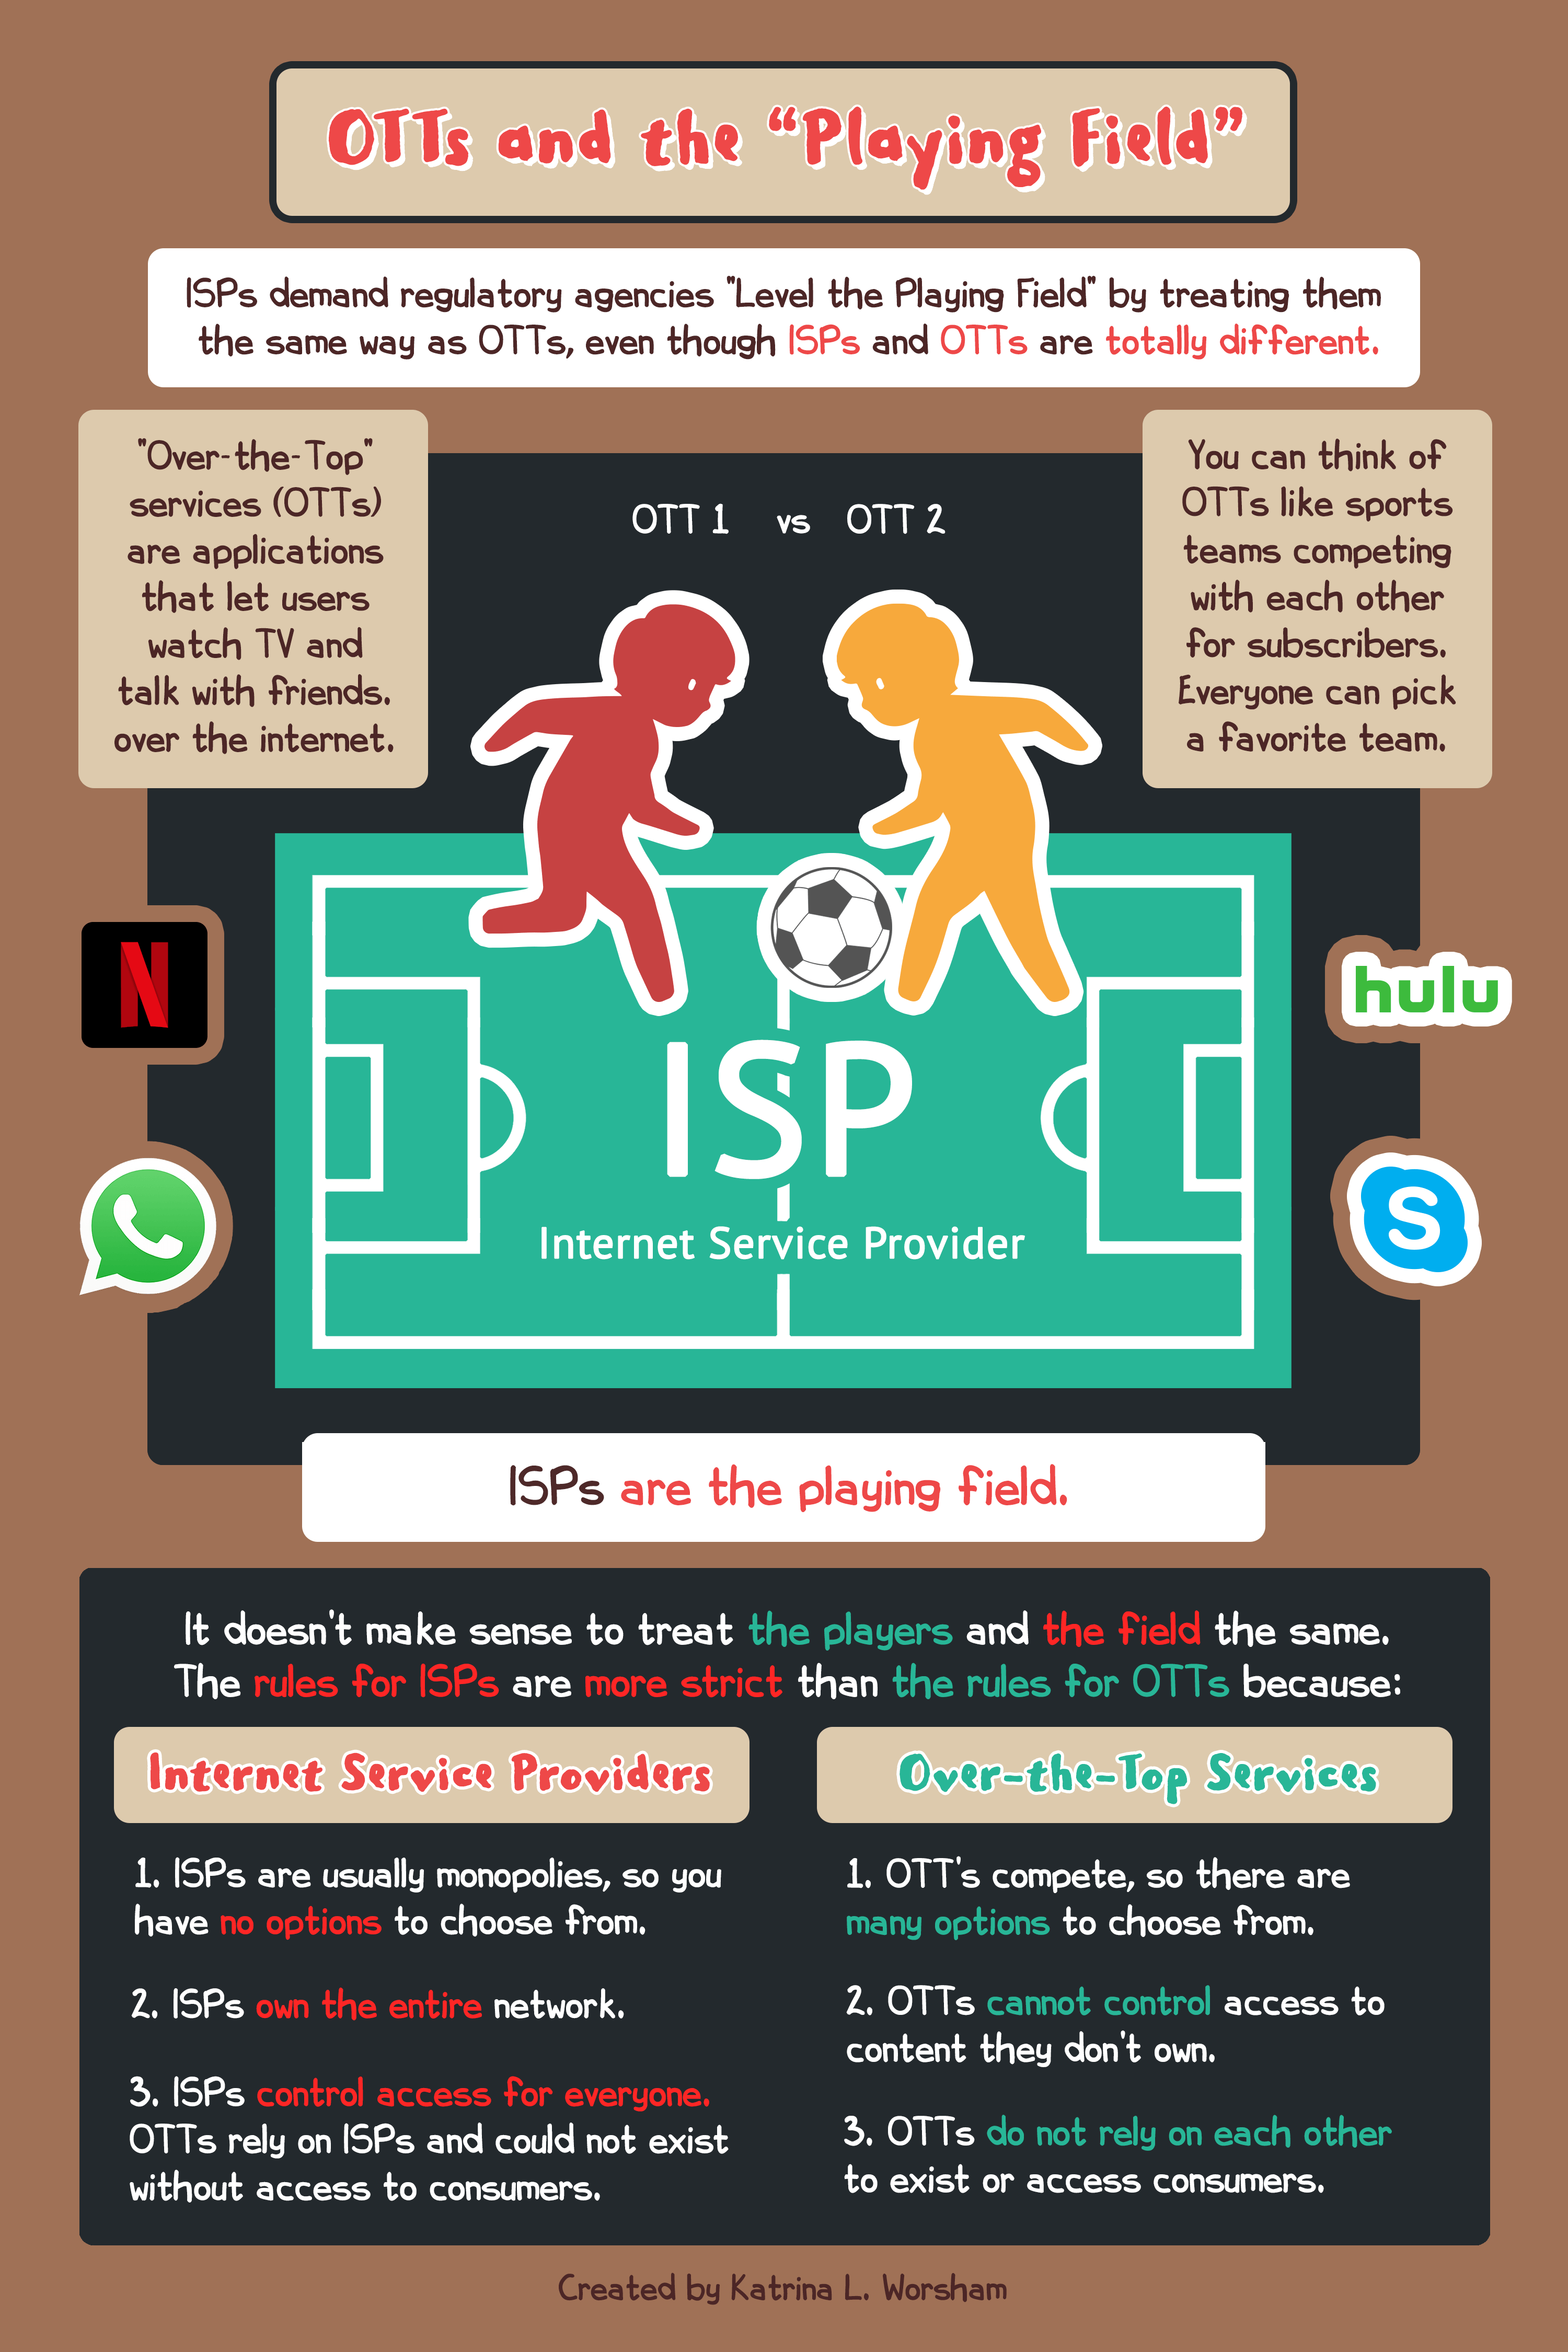 OTTs and the “Playing Field”
ISPs demand regulatory agencies "Level the Playing Field" by treating them
the same way as OTTs, even though ISPs and OTTs are totally different.
"Over-the-Top"
services (OTTs)
are applications
that let users
watch TV and
talk with friends.
over the internet.
You can think of
OTTs like sports
teams competing
with each other
for subscribers.
Everyone can pick
a favorite team.
OTT 1 vs OTT 2
N
hulu
S
ISP
Internet Service Provider
ISPs are the playing field.
It doesn't make sense to treat the players and the field the same.
The rules for ISPs are more strict than the rules for OTTs because:
Internet Service Providers
1. ISPs are usually monopolies, so you
have no options to choose from.
2. ISPs own the entire network.
3. ISPs control access for everyone.
OTTs rely on ISPs and could not exist
without access to consumers.
Over-the-Top Services
1. OTT's compete, so there are
many options to choose from.
2. OTTs cannot control access to
content they don't own.
3. OTTs do not rely on each other
to exist or access consumers.
Created by Katrina L. Worsham